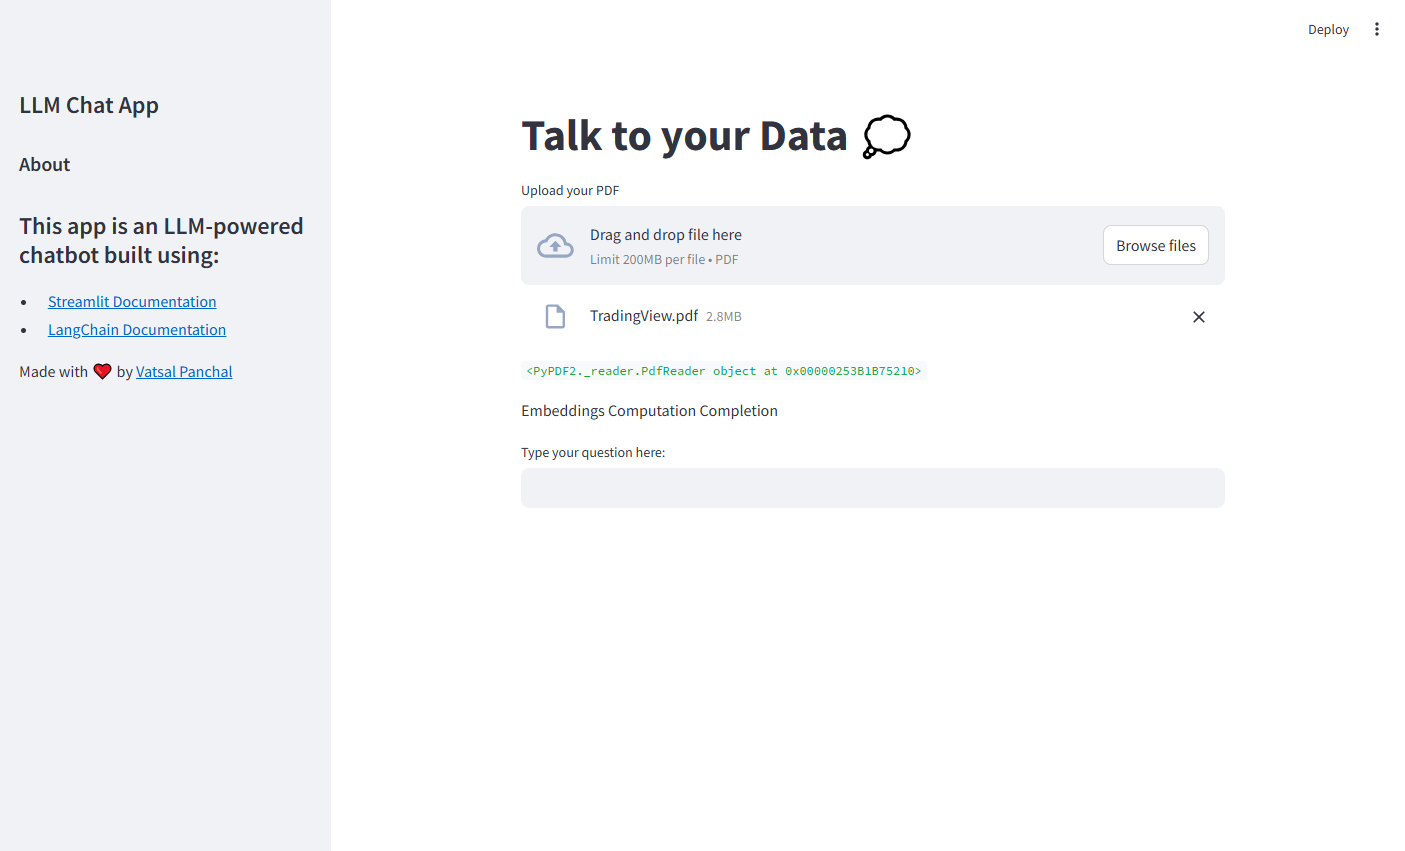 Deploy
LLM Chat App
About
This app is an LLM-powered
chatbot built using:
• Streamlit Documentation
• LangChain Documentation
Made with ❤️ by Vatsal Panchal
Talk to your Data 💭
Upload your PDF
Drag and drop file here
Limit 200MB per file • PDF
Browse files
TradingView.pdf 2.8MB
<PyPDF2._reader.PdfReader object at 0x00000253B1B75210>
Embeddings Computation Completion
Type your question here: